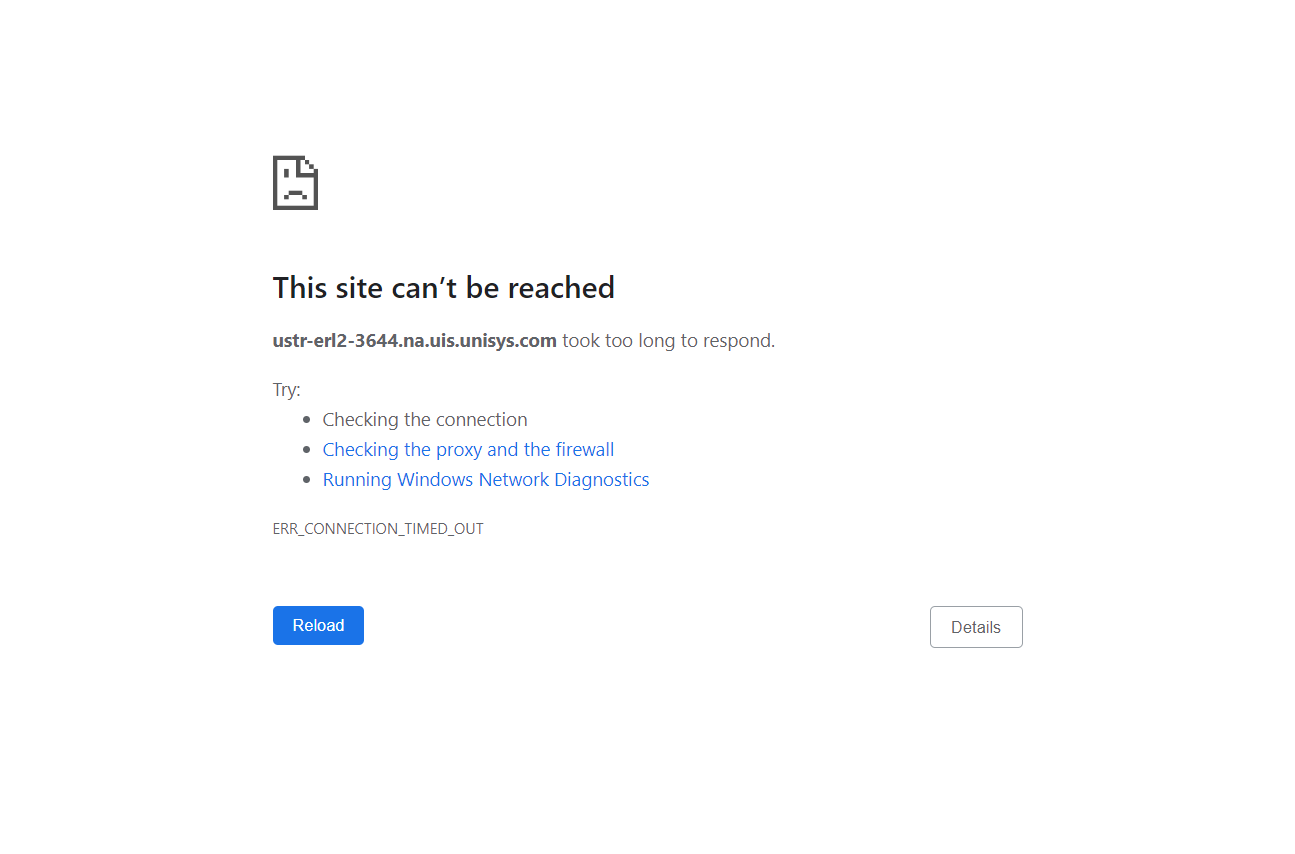 This site can’t be reached
ustr-erl2-3644.na.uis.unisys.com took too long to respond.
Try:
Checking the connection
Checking the proxy and the firewall
Running Windows Network Diagnostics
ERR_CONNECTION_TIMED_OUT
Reload
Details